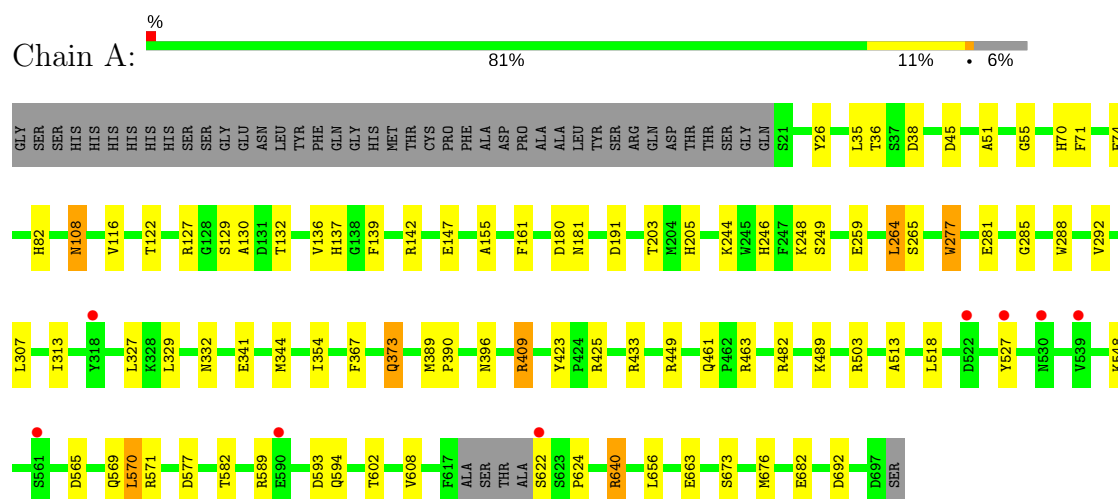 %
Chain A:
81% 11% • 6%
GLY SER SER HIS HIS HIS HIS HIS HIS SER SER GLY GLU ASN LEU TYR PHE GLN GLY HIS MET THR CYS PRO PHE ALA ASP PRO ALA ALA LEU TYR SER ARG GLN ASP THR THR SER GLY GLN S21 Y26 L35 T36 S37 D38 D45 A51 G55 H70 F71
H82 N108 V116 T122 R127 G128 S129 A130 D131 T132 V136 H137 G138 F139 R142 E147 A155 F161 D180 N181 D191 T203 M204 H205 K244 W245 H246 F247 K248 S249 E259 L264 S265 W277 E281 G285 W288 V292
L307 I313 Y318 L327 K328 L329 N332 E341 M344 I354 F367 Q373 M389 P390 N396 R409 Y423 P424 R425 R433 R449 Q461 P462 R463 R482 K489 R503 A513 L518 D522 Y527 N530 V539
S561 D565 Q569 L570 R571 D577 T582 R589 E590 D593 Q594 T602 V608 F617 ALA SER THR ALA S622 S623 P624 R640 L656 E663 S673 M676 E682 D692 D697 SER